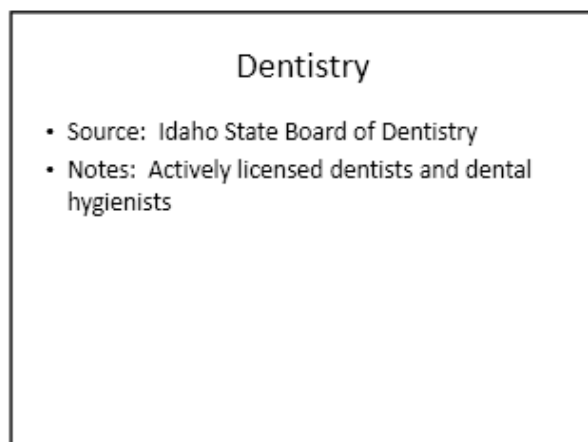 Dentistry
• Source:  Idaho State Board of Dentistry
• Notes:  Actively licensed dentists and dental
hygienists